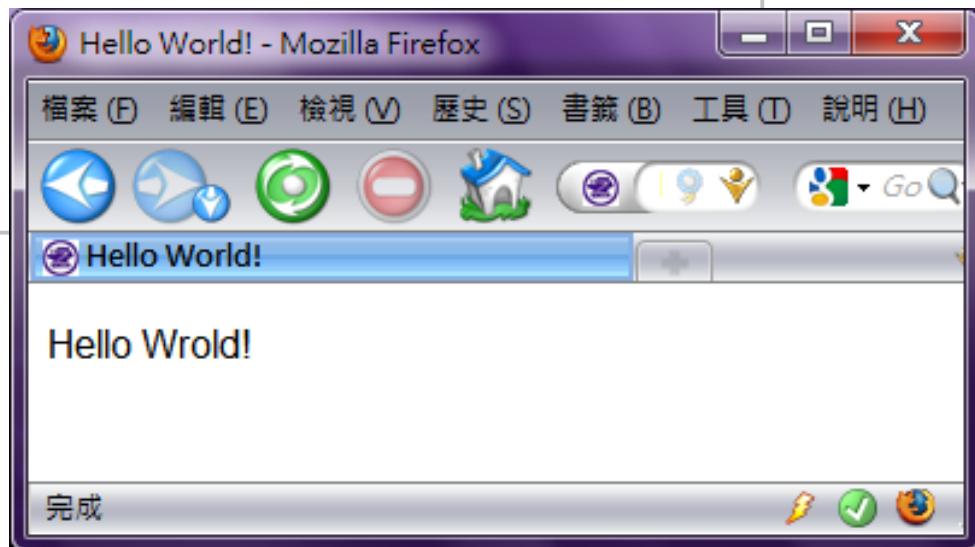 Hello World! - Mozilla Firefox
檔案 (F) 編輯 (E) 檢視 (V) 歷史 (S) 書籤 (B) 工具 (T) 說明 (H)
Go
Hello World!
Hello Wrold!
完成